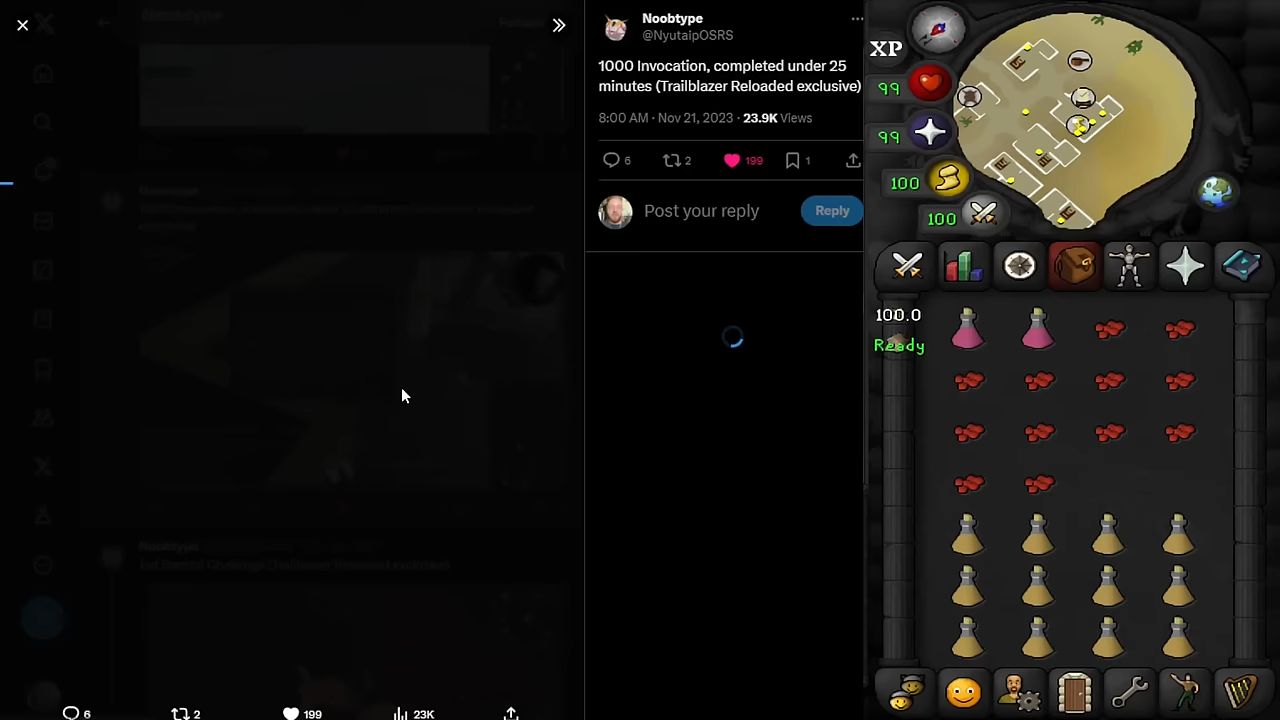 Noobtype
@NyutaipOSRS
1000 Invocation, completed under 25
minutes (Trailblazer Reloaded exclusive)
8:00 AM · Nov 21, 2023 · 23.9K Views
6
2
199
1
Post your reply
Reply
6
2
199
23K
XP
99
99
100
100
100.0
Ready